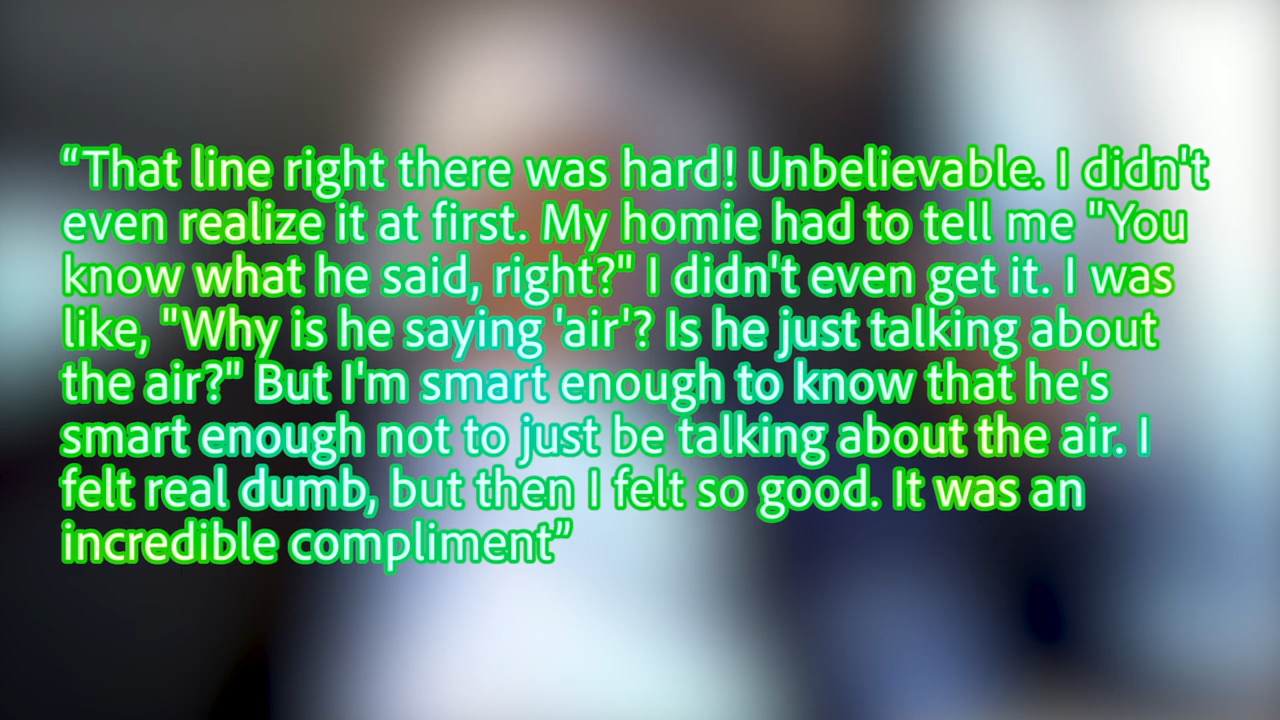 “That line right there was hard! Unbelievable. I didn't
even realize it at first. My homie had to tell me "You
know what he said, right?" I didn't even get it. I was
like, "Why is he saying 'air'? Is he just talking about
the air?" But I'm smart enough to know that he's
smart enough not to just be talking about the air. I
felt real dumb, but then I felt so good. It was an
incredible compliment”